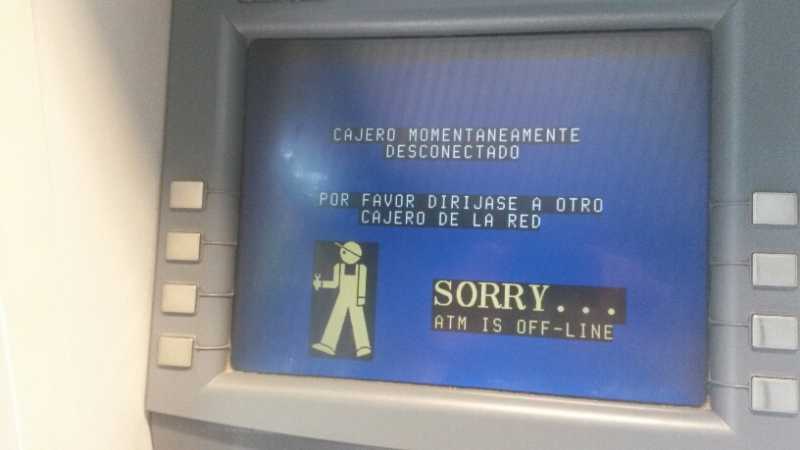 CAJERO MOMENTANEAMENTE
DESCONECTADO
POR FAVOR DIRIJASE A OTRO
CAJERO DE LA RED
SORRY...
ATM IS OFF-LINE